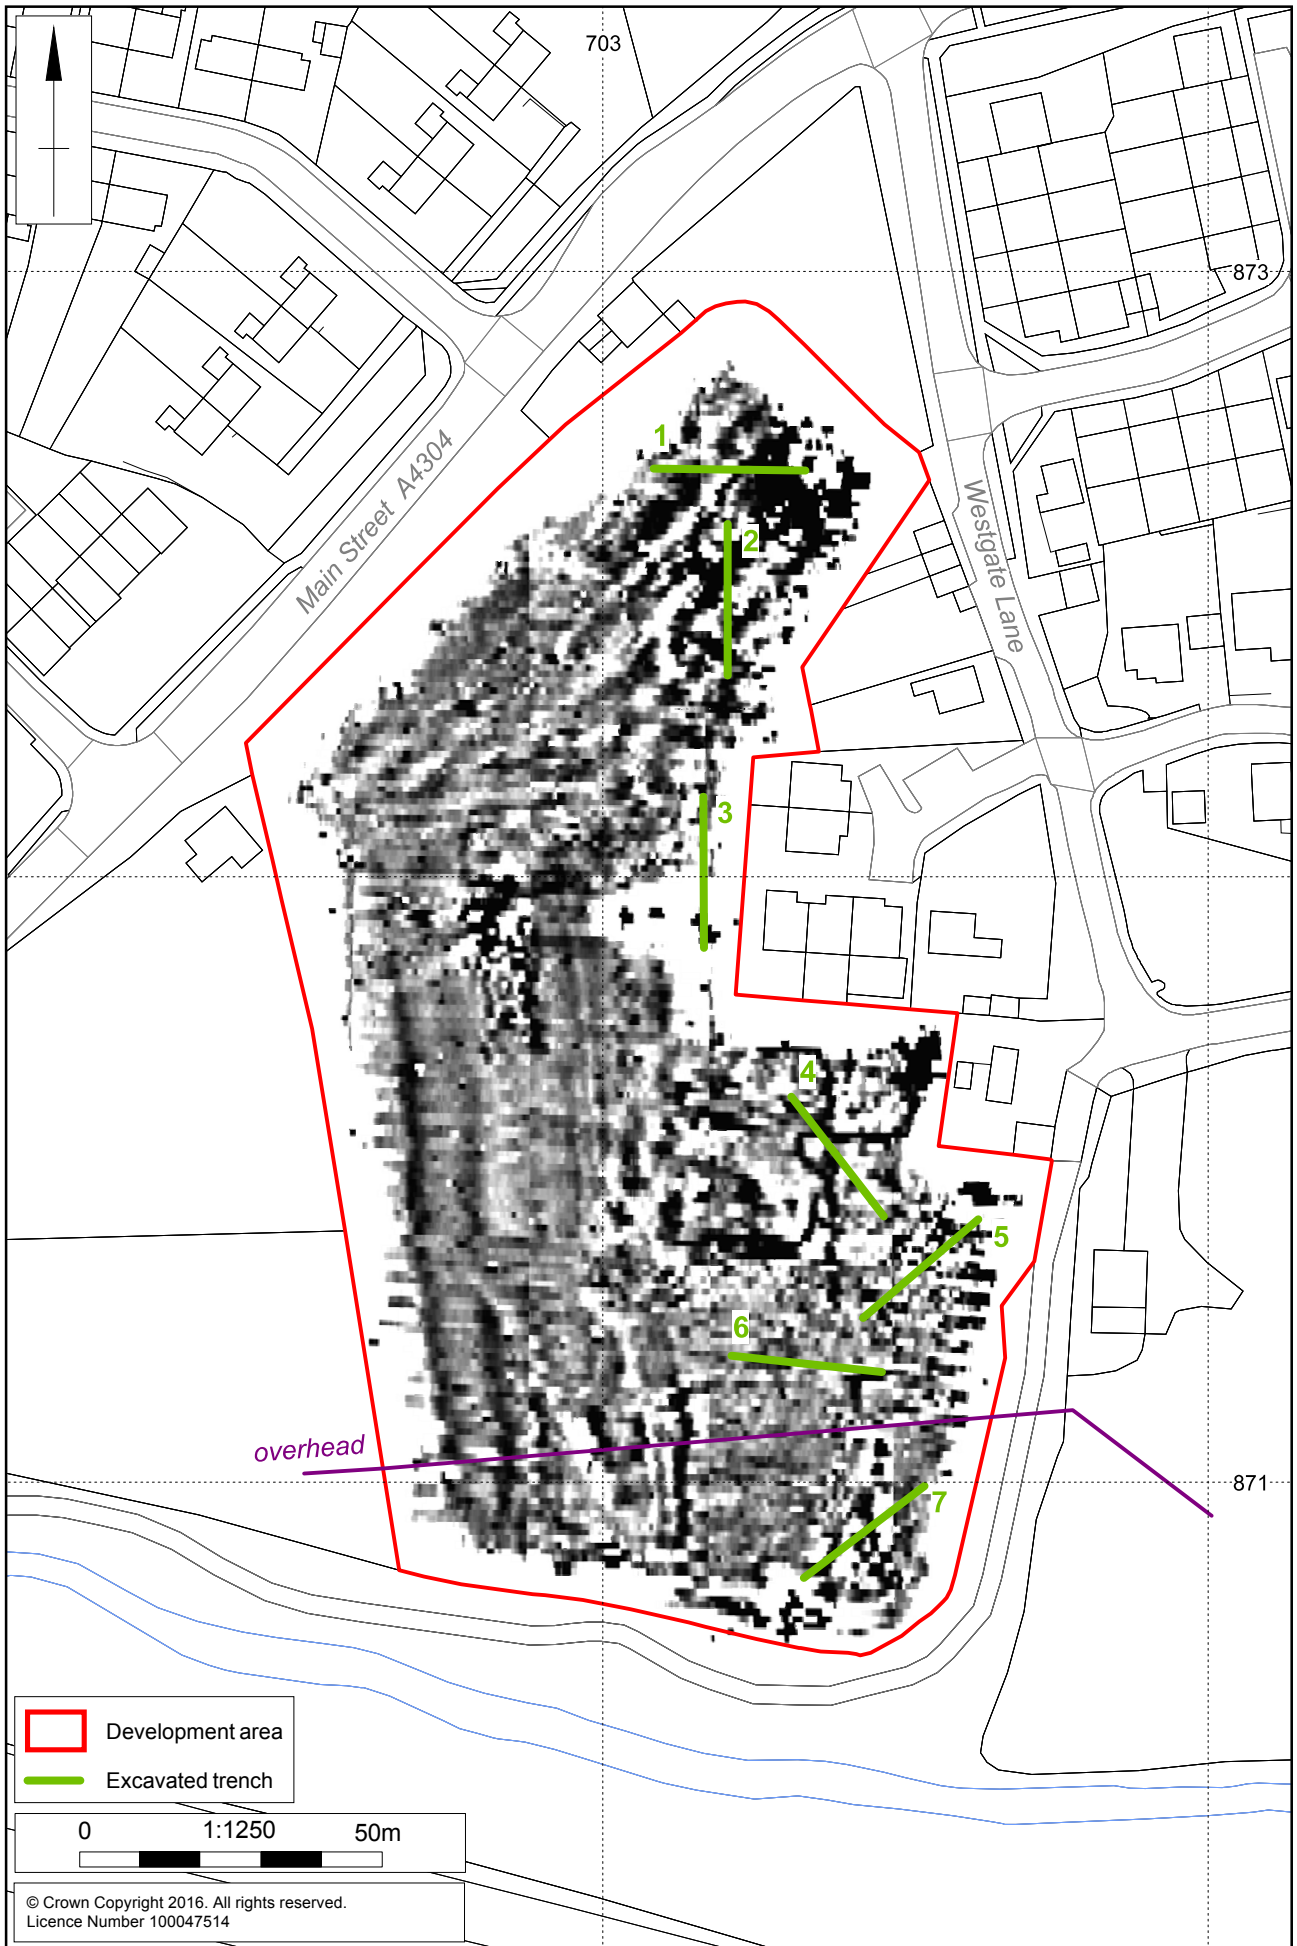 703
873
1
Main Street A4304
2
Westgate Lane
3
4
5
6
overhead
871
7
Development area
Excavated trench
0 1:1250 50m
© Crown Copyright 2016. All rights reserved.
Licence Number 100047514